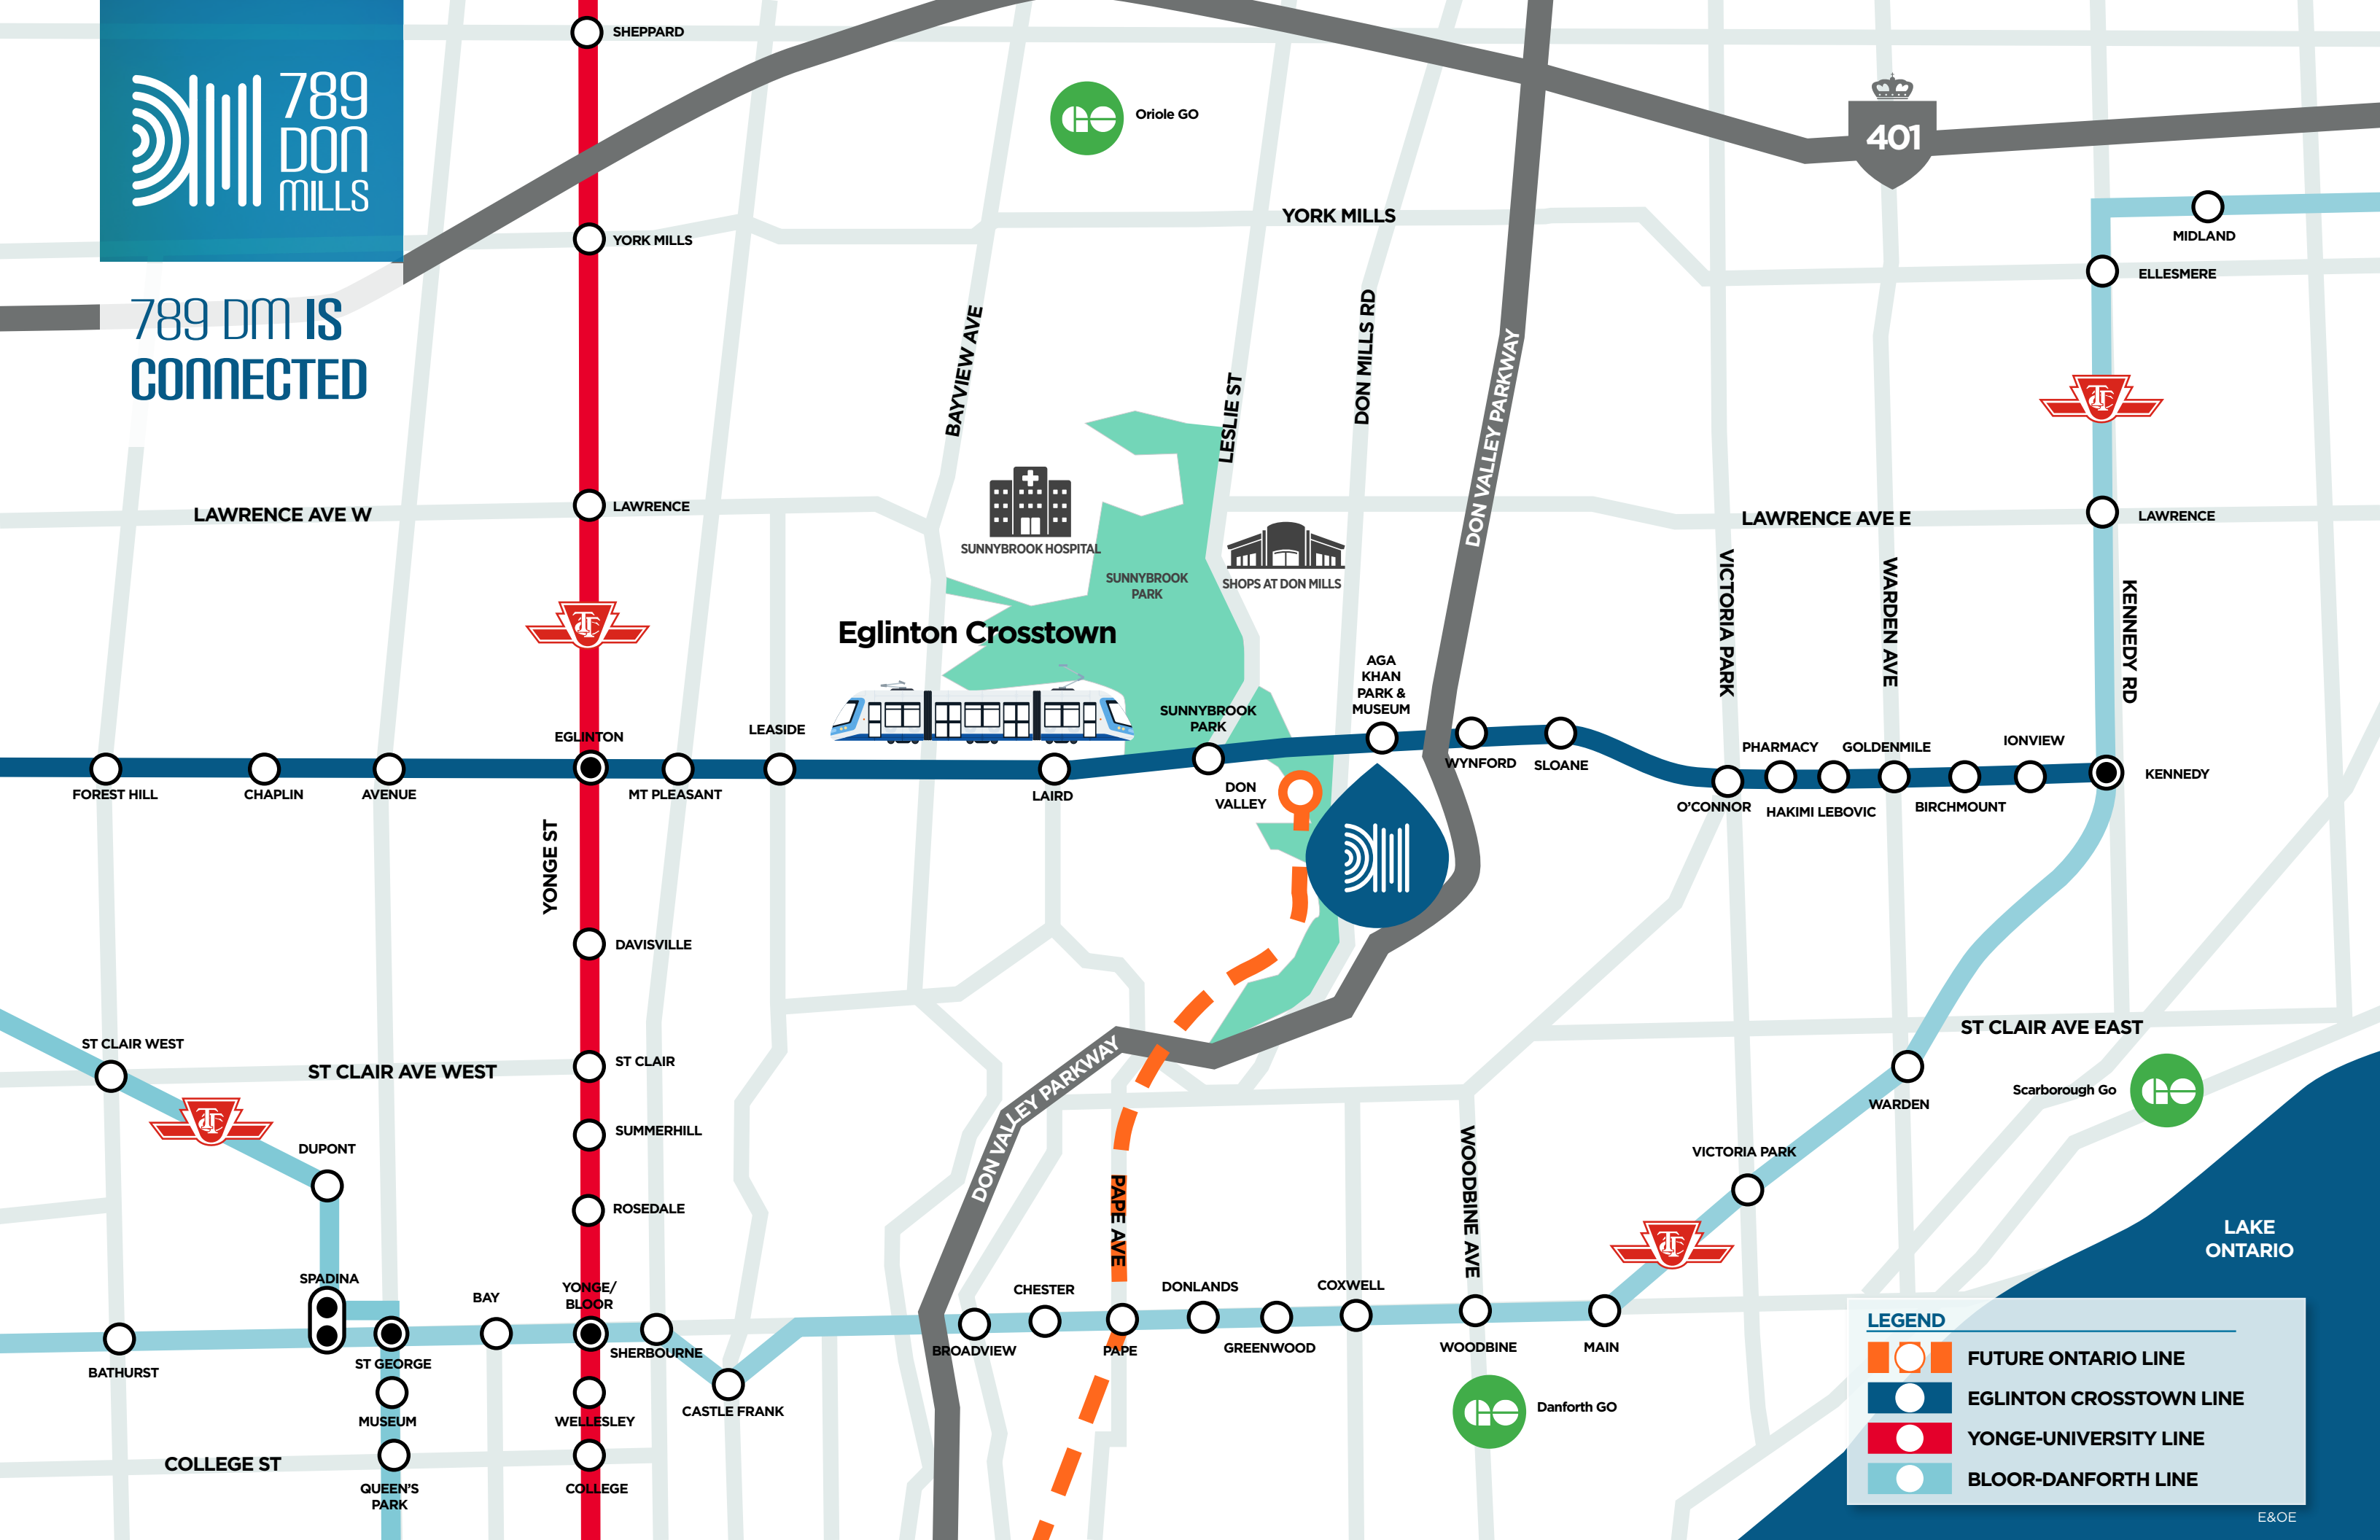 789
DON
MILLS
789 DM IS
CONNECTED
SHEPPARD
Oriole GO
401
YORK MILLS
YORK MILLS
MIDLAND
ELLESMERE
BAYVIEW AVE
LESLIE ST
DON MILLS RD
DON VALLEY PARKWAY
LAWRENCE AVE W
LAWRENCE
SUNNYBROOK HOSPITAL
SUNNYBROOK
PARK
SHOPS AT DON MILLS
LAWRENCE AVE E
LAWRENCE
VICTORIA PARK
WARDEN AVE
KENNEDY RD
TTC
TTC
Eglinton Crosstown
FOREST HILL
CHAPLIN
AVENUE
EGLINTON
MT PLEASANT
LEASIDE
LAIRD
SUNNYBROOK
PARK
DON
VALLEY
AGA
KHAN
PARK &
MUSEUM
WYNFORD
SLOANE
O'CONNOR
PHARMACY
HAKIMI LEBOVIC
GOLDENMILE
BIRCHMOUNT
IONVIEW
KENNEDY
YONGE ST
DAVISVILLE
ST CLAIR WEST
ST CLAIR AVE WEST
ST CLAIR
ST CLAIR AVE EAST
TTC
DUPONT
SUMMERHILL
ROSEDALE
DON VALLEY PARKWAY
PAPE AVE
WOODBINE AVE
WARDEN
Scarborough Go
VICTORIA PARK
TTC
LAKE
ONTARIO
SPADINA
BATHURST
ST GEORGE
BAY
YONGE/
BLOOR
SHERBOURNE
CASTLE FRANK
BROADVIEW
CHESTER
PAPE
DONLANDS
GREENWOOD
COXWELL
WOODBINE
MAIN
MUSEUM
WELLESLEY
Danforth GO
COLLEGE ST
QUEEN'S
PARK
COLLEGE
LEGEND
FUTURE ONTARIO LINE
EGLINTON CROSSTOWN LINE
YONGE-UNIVERSITY LINE
BLOOR-DANFORTH LINE
E&OE